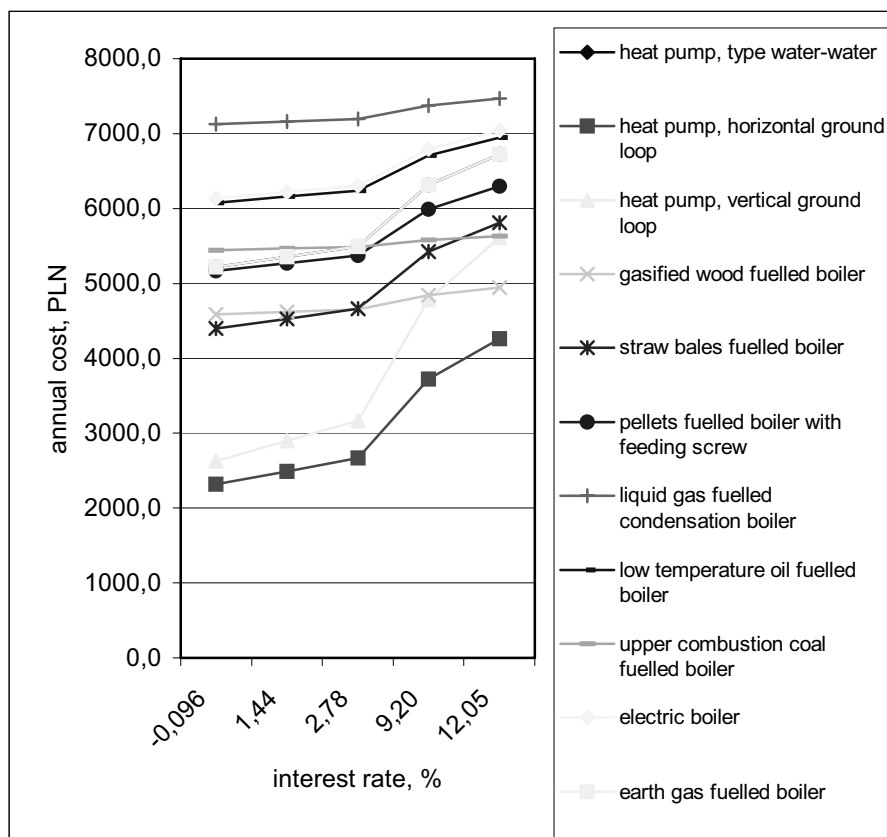 8000,0
7000,0
6000,0
5000,0
4000,0
3000,0
2000,0
1000,0
0,0
annual cost, PLN
-0,096
1,44
2,78
9,20
12,05
interest rate, %
heat pump, type water-water
heat pump, horizontal ground
loop
heat pump, vertical ground
loop
gasified wood fuelled boiler
straw bales fuelled boiler
pellets fuelled boiler with
feeding screw
liquid gas fuelled
condensation boiler
low temperature oil fuelled
boiler
upper combustion coal
fuelled boiler
electric boiler
earth gas fuelled boiler